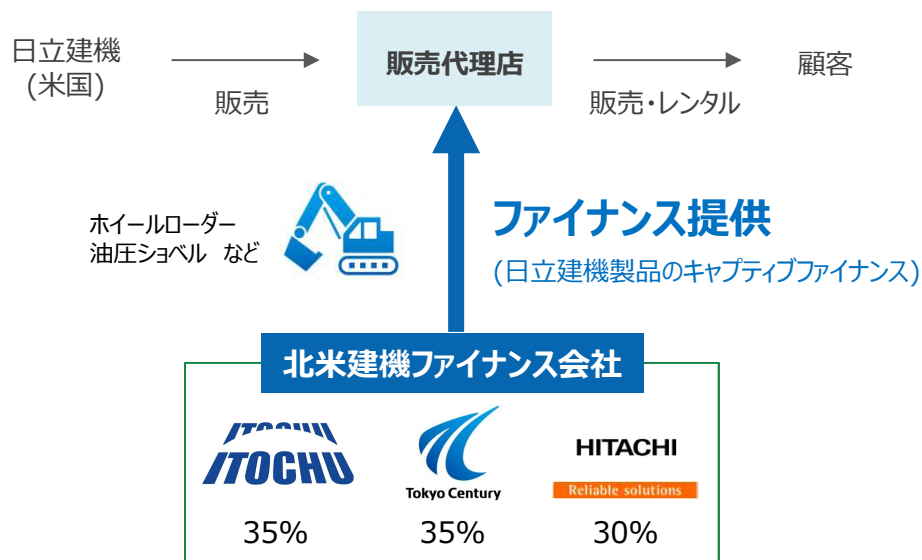 日立建機
(米国)
販売
販売代理店
販売・レンタル
顧客
ホイールローダー
油圧ショベル など
ファイナンス提供
(日立建機製品のキャプティブファイナンス)
北米建機ファイナンス会社
ITOCHU
ITOCHU
Tokyo Century
HITACHI
Reliable solutions
35%
35%
30%